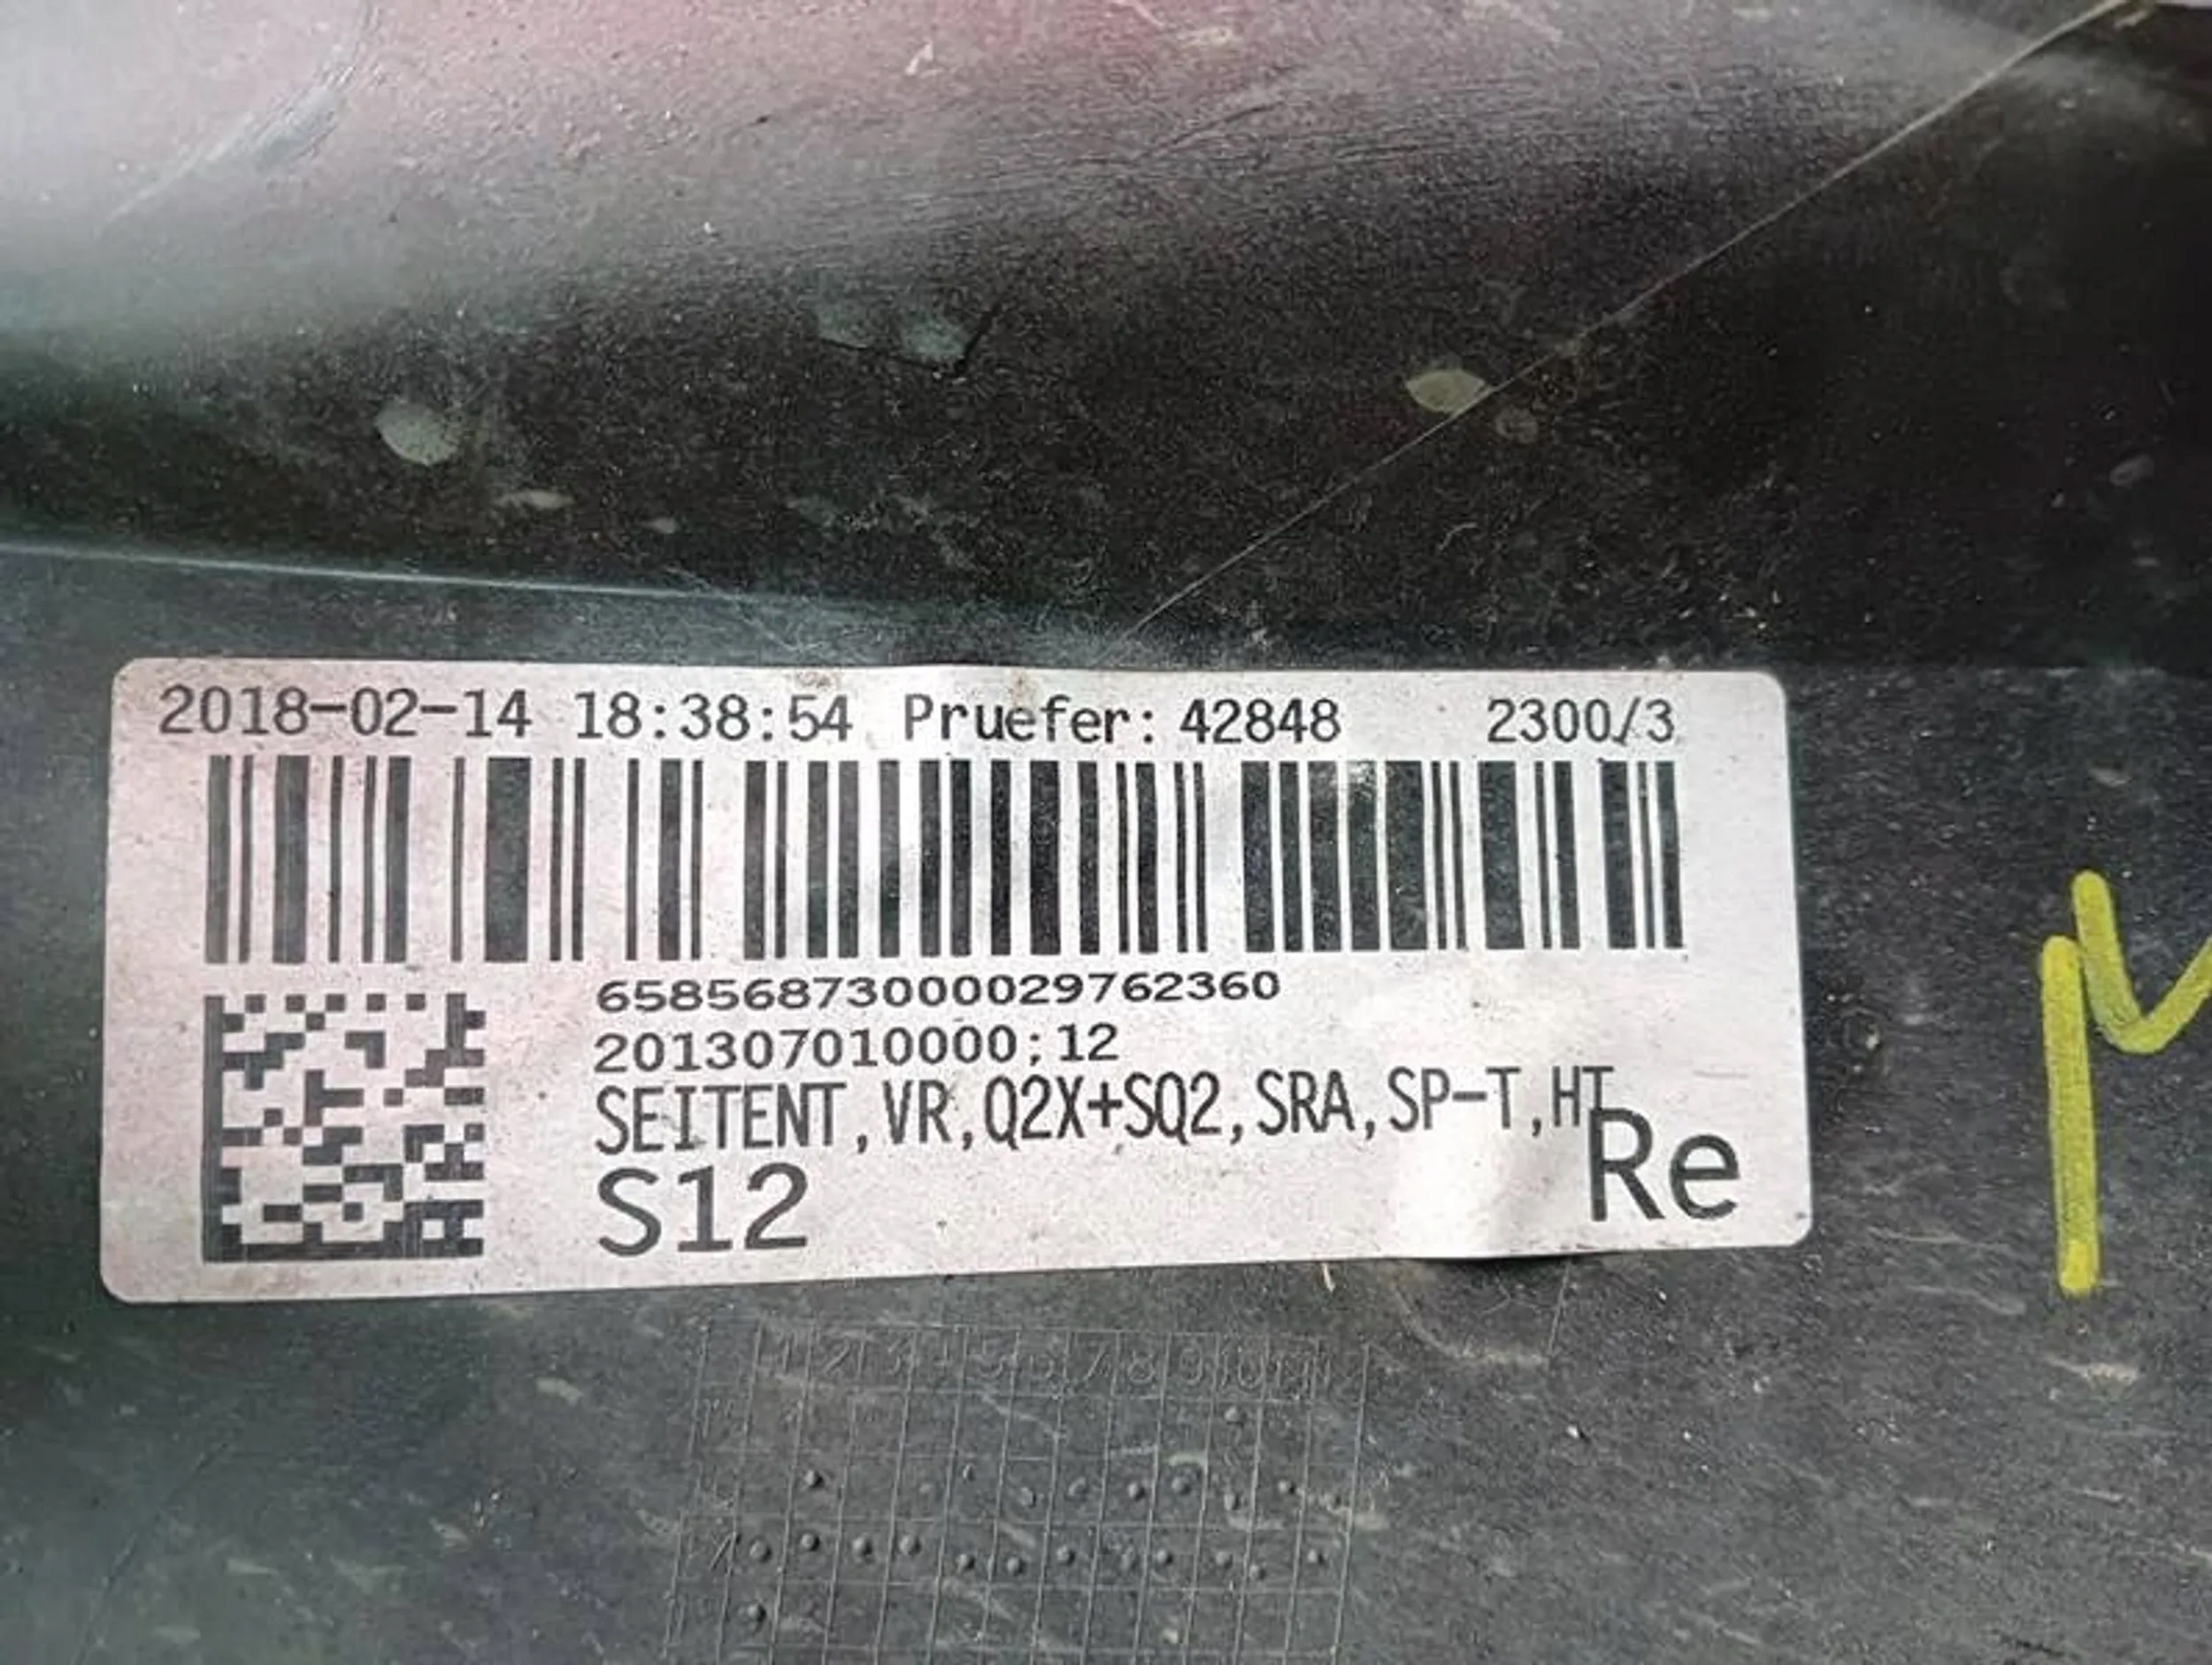 2018-02-14 18:38:54 Pruefer: 42848 2300/3
658568730000029762360
201307010000;12
SEITENT,VR,Q2X+SQ2,SRA,SP-T,HT
S12
Re